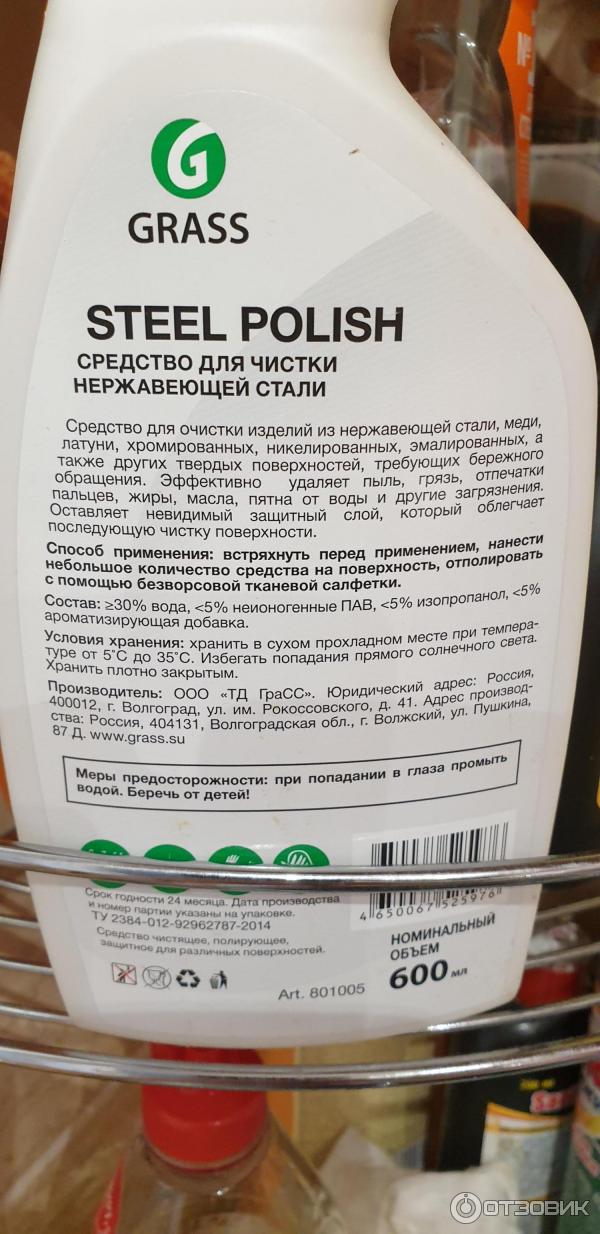 GRASS
STEEL POLISH
СРЕДСТВО ДЛЯ ЧИСТКИ
НЕРЖАВЕЮЩЕЙ СТАЛИ
Средство для очистки изделий из нержавеющей стали, меди,
латуни, хромированных, никелированных, эмалированных, а
также других твердых поверхностей, требующих бережного
обращения. Эффективно удаляет пыль, грязь, отпечатки
пальцев, жиры, масла, пятна от воды и другие загрязнения.
Оставляет невидимый защитный слой, который облегчает
последующую чистку поверхности.
Способ применения: встряхнуть перед применением, нанести
небольшое количество средства на поверхность, отполировать
с помощью безворсовой тканевой салфетки.
Состав: ≥30% вода, <5% неионогенные ПАВ, <5% изопропанол, <5%
ароматизирующая добавка.
Условия хранения: хранить в сухом прохладном месте при темпера-
туре от 5°С до 35°С. Избегать попадания прямого солнечного света.
Хранить плотно закрытым.
Производитель: ООО «ТД ГраСС». Юридический адрес: Россия,
400012, г. Волгоград, ул. им. Рокоссовского, д. 41. Адрес производ-
ства: Россия, 404131, Волгоградская обл., г. Волжский, ул. Пушкина,
87 Д. www.grass.su
Меры предосторожности: при попадании в глаза промыть
водой. Беречь от детей!
Срок годности 24 месяца. Дата производства
и номер партии указаны на упаковке.
ТУ 2384-012-92962787-2014
Средство чистящее, полирующее,
защитное для различных поверхностей.
4 650067 525976
НОМИНАЛЬНЫЙ
ОБЪЕМ
600 мл
Art. 801005
ОТЗОВИК